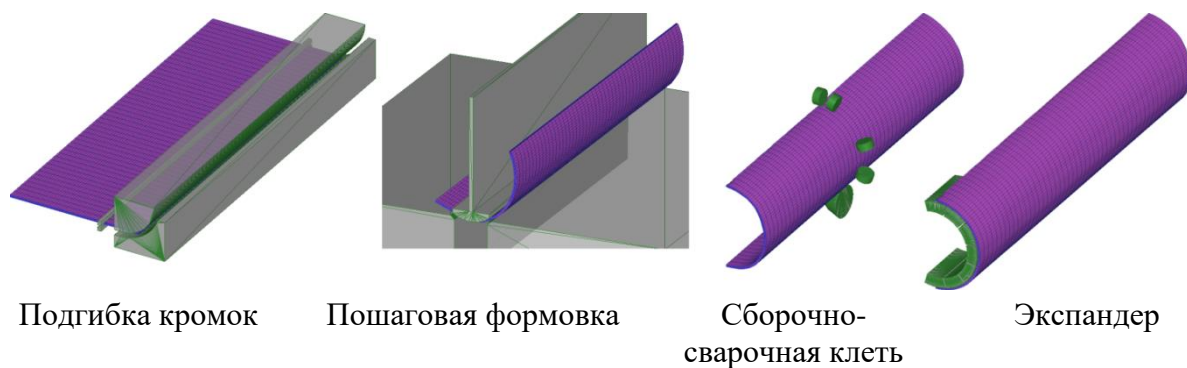 Подгибка кромок
Пошаговая формовка
Сборочно-
сварочная клеть
Экспандер